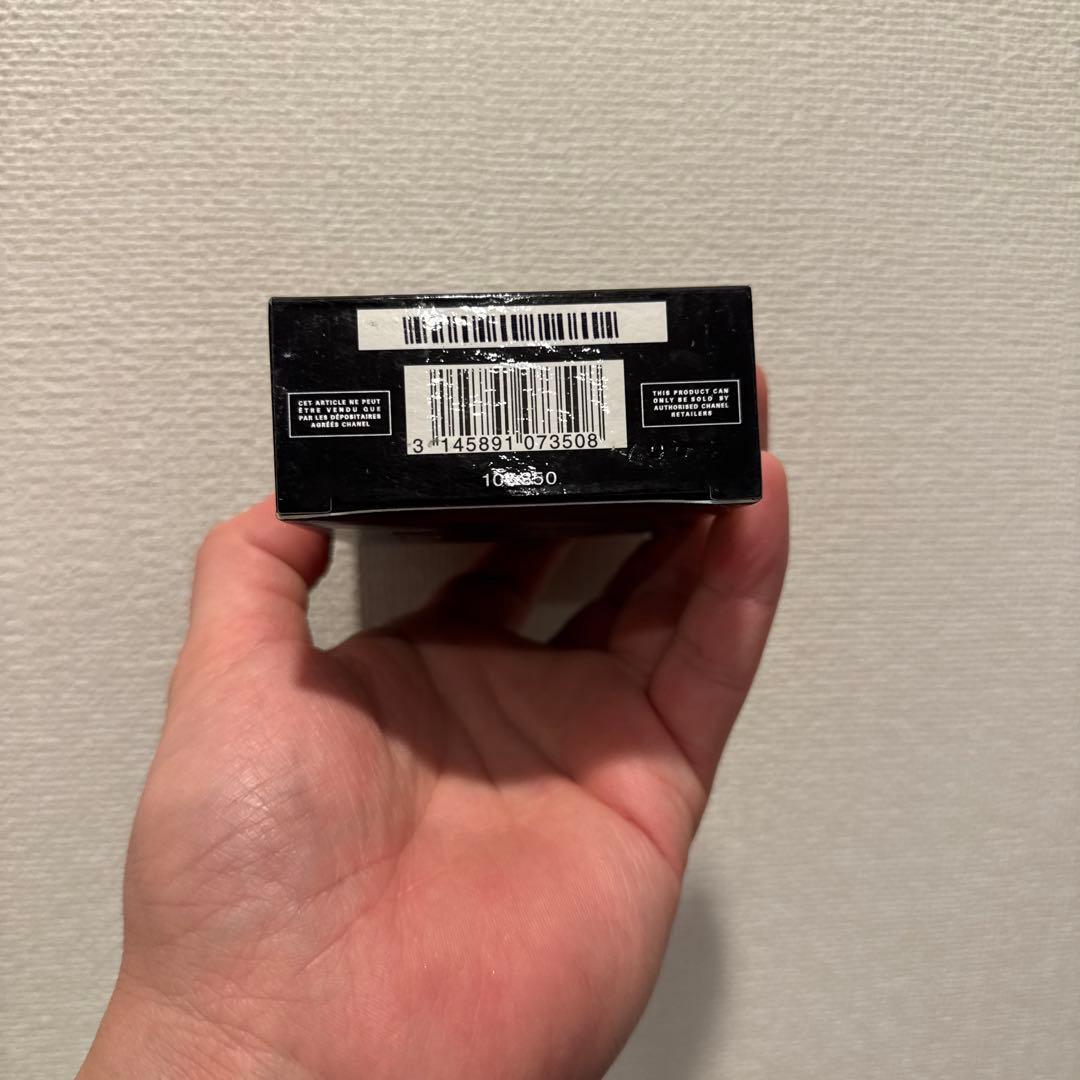 CET ARTICLE NE PEUT
ÊTRE VENDU QUE
PAR LES DÉPOSITAIRES
AGRÉÉS CHANEL
3 145891 073508
THIS PRODUCT CAN
ONLY BE SOLD BY
AUTHORISED CHANEL
RETAILERS